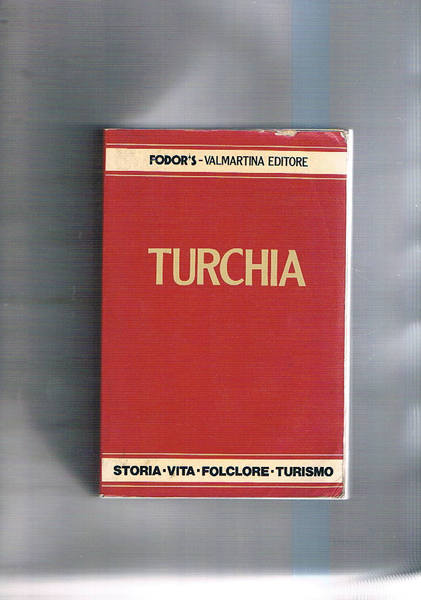 FODOR'S-VALMARTINA EDITORE
TURCHIA
STORIA·VITA·FOLCLORE·TURISMO